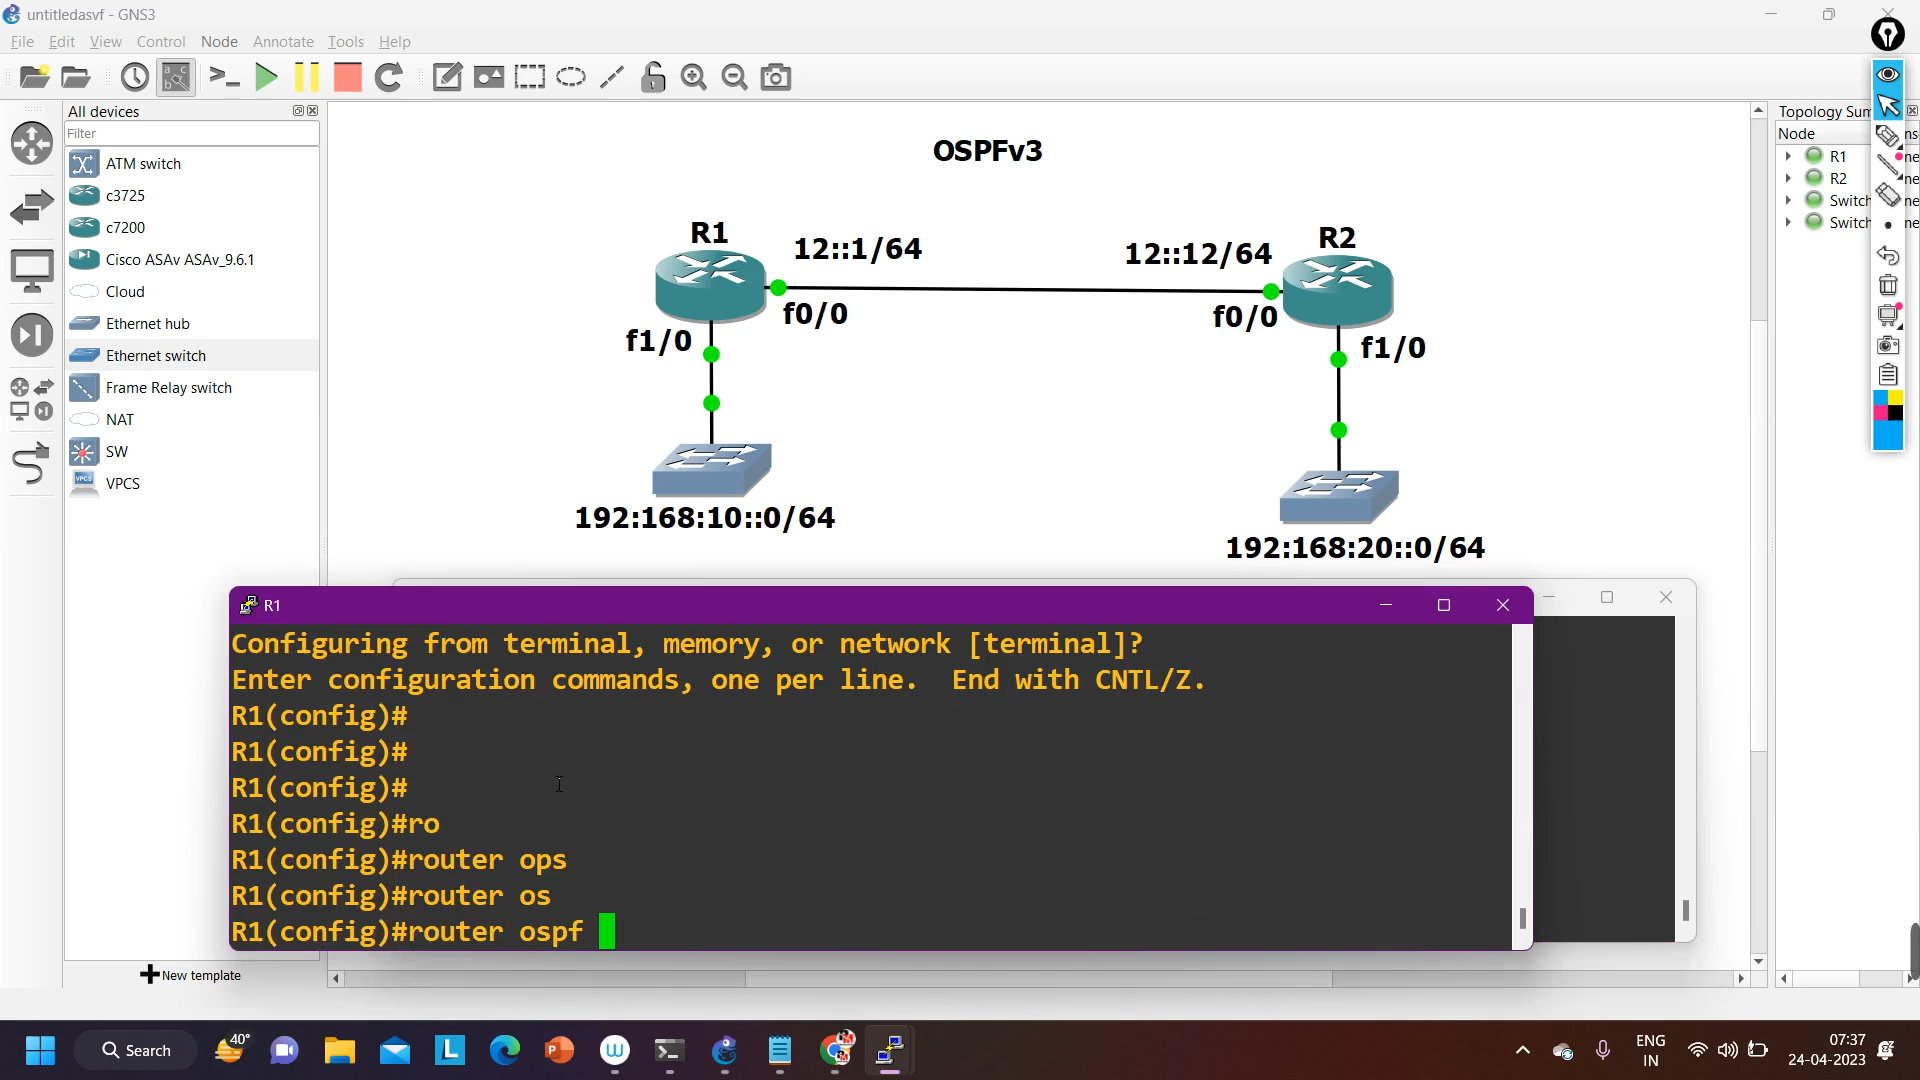 untitledasvf - GNS3
File Edit View Control Node Annotate Tools Help
All devices
Filter
ATM switch
c3725
c7200
Cisco ASAv ASAv_9.6.1
Cloud
Ethernet hub
Ethernet switch
Frame Relay switch
NAT
SW
VPCS
VPCS
New template
OSPFv3
R1
12::1/64
12::12/64
R2
f0/0
f0/0
f1/0
f1/0
192:168:10::0/64
192:168:20::0/64
Topology Sum
Node
R1
R2
Switch
Switch
R1
Configuring from terminal, memory, or network [terminal]?
Enter configuration commands, one per line.  End with CNTL/Z.
R1(config)#
R1(config)#
R1(config)#
R1(config)#ro
R1(config)#router ops
R1(config)#router os
R1(config)#router ospf
40°
Search
ENG
IN
07:37
24-04-2023